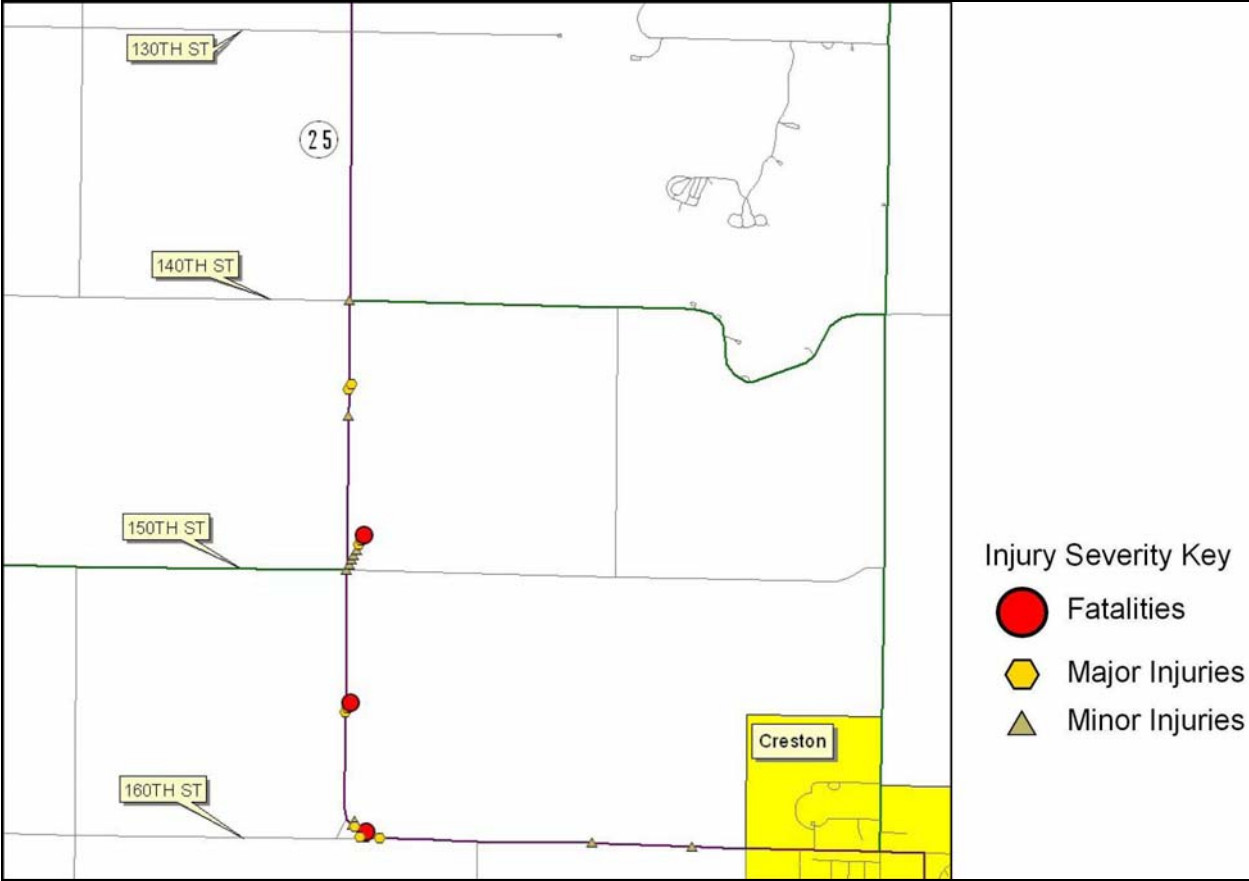 130TH ST
25
140TH ST
150TH ST
160TH ST
Creston
Injury Severity Key
Fatalities
Major Injuries
Minor Injuries